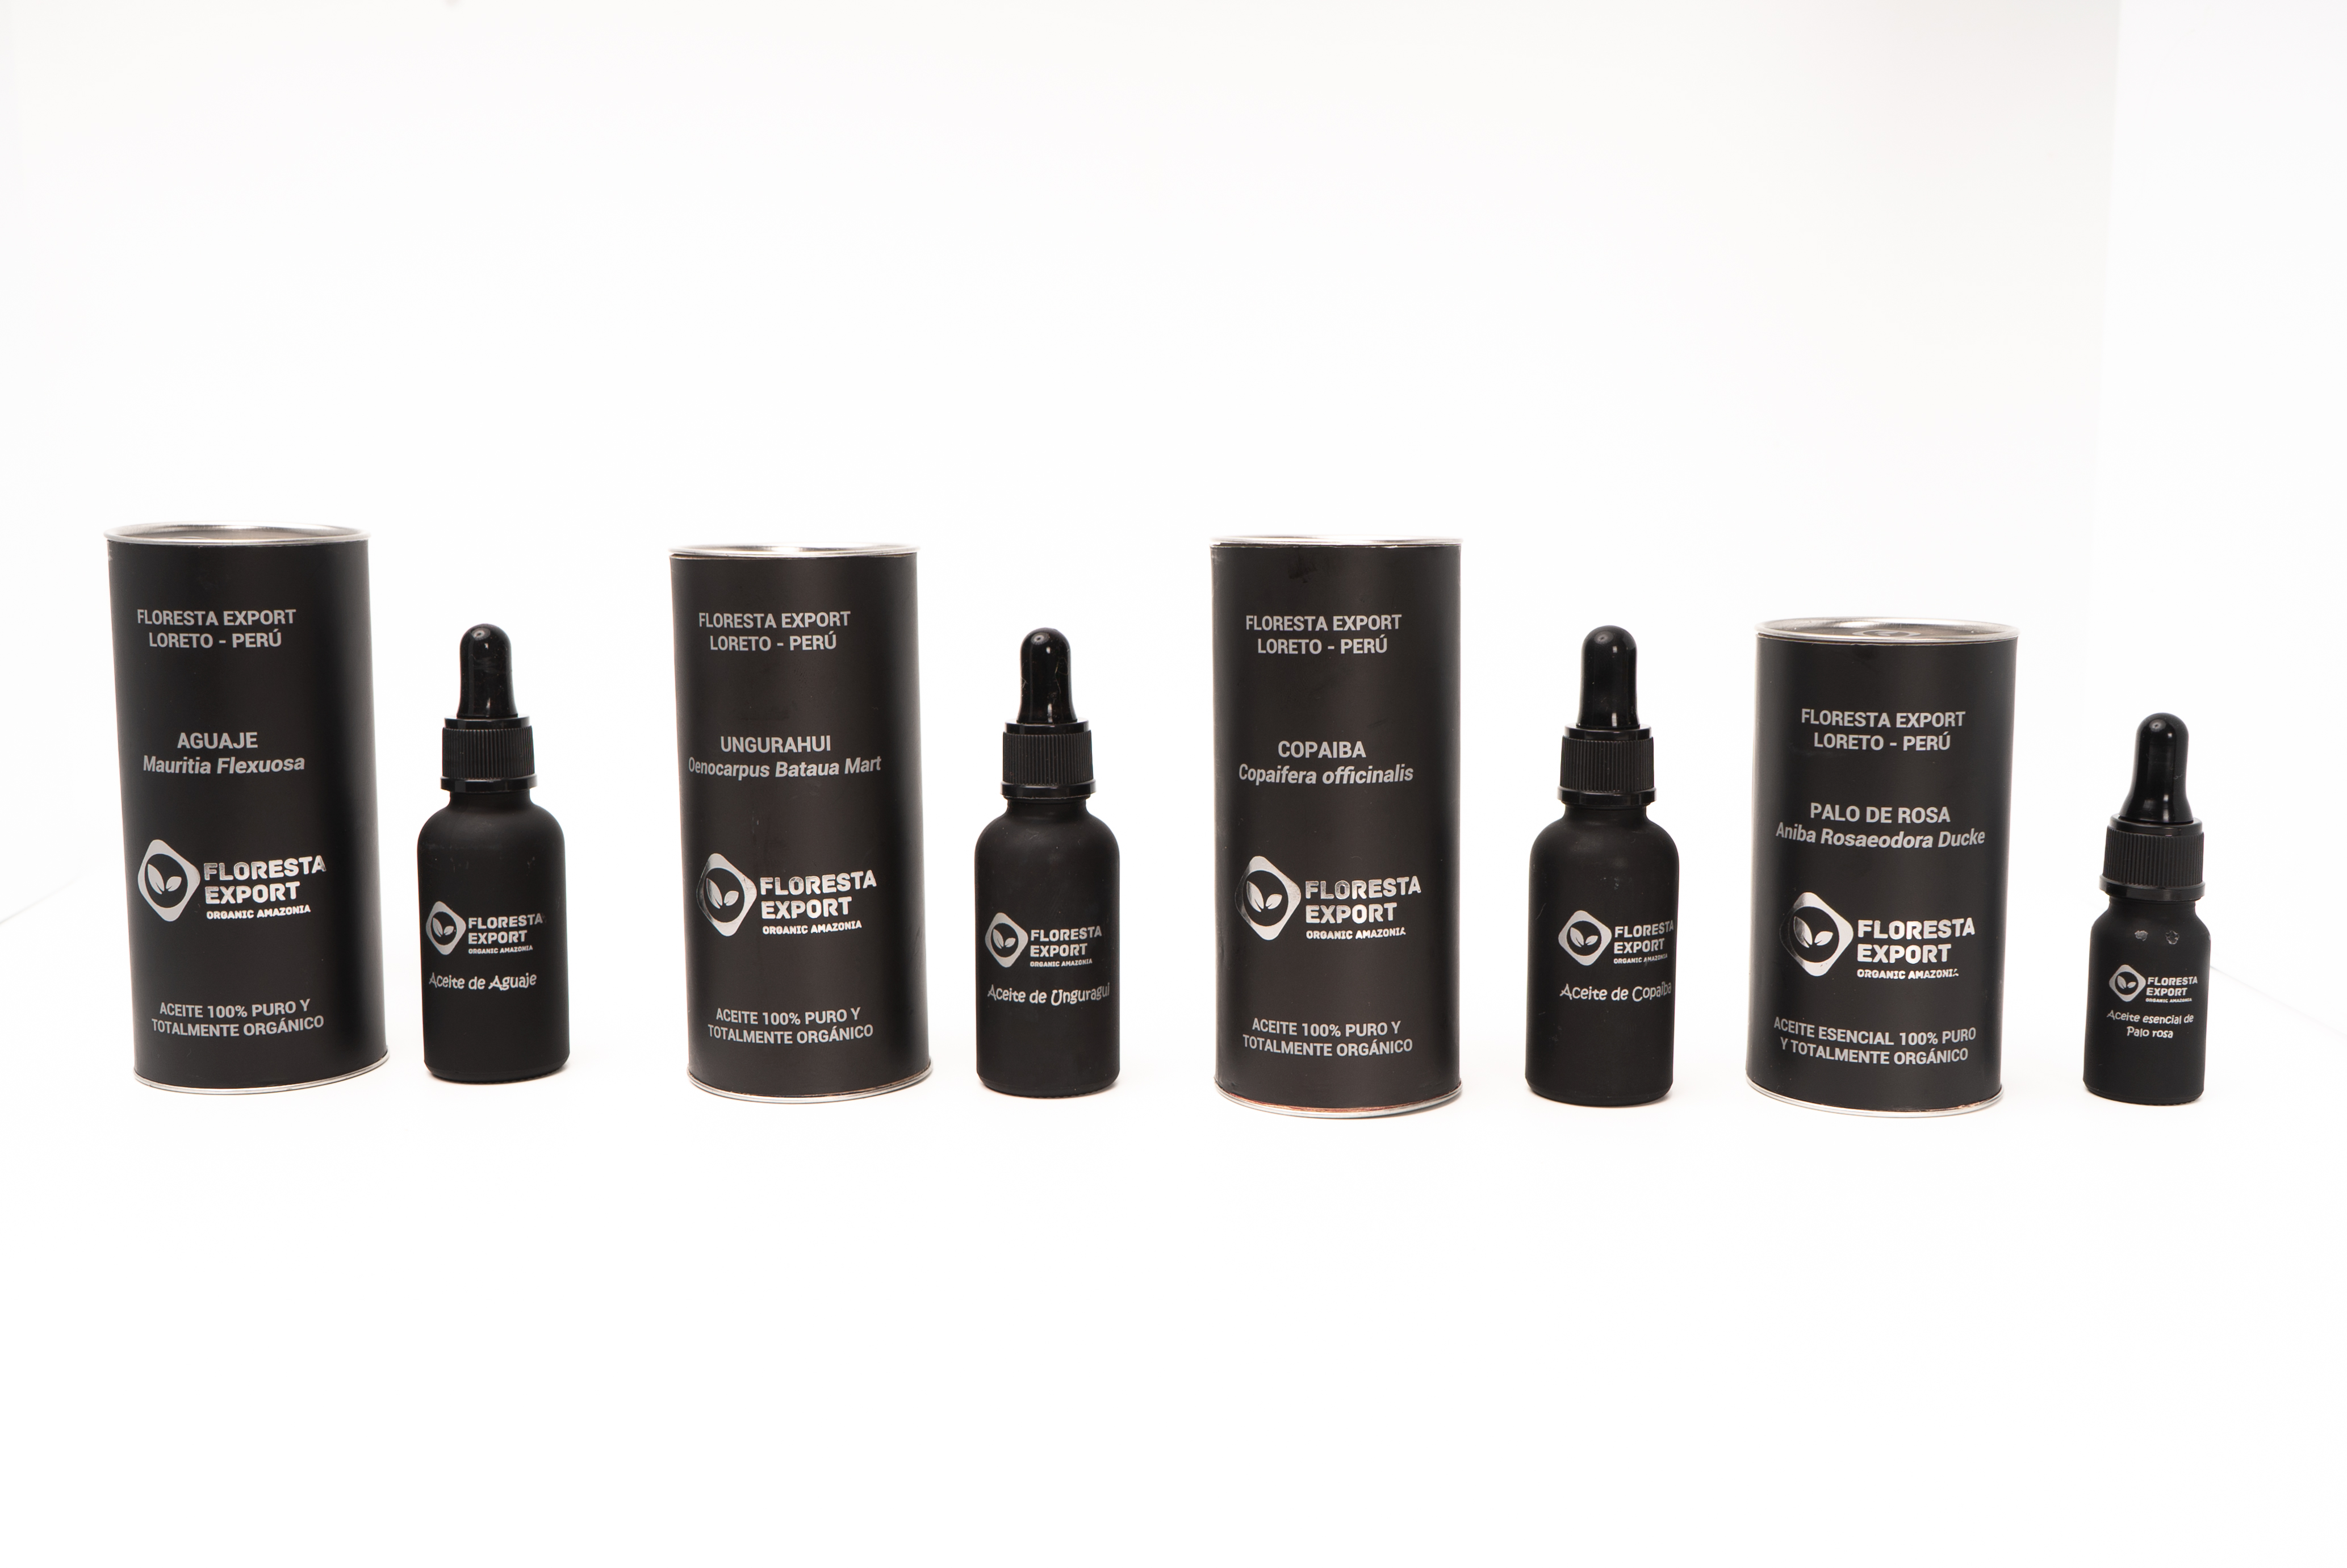 FLORESTA EXPORT
LORETO - PERÚ
AGUAJE
Mauritia Flexuosa
FLORESTA
EXPORT
ORGANIC AMAZONIA
ACEITE 100% PURO Y
TOTALMENTE ORGÁNICO
FLORESTA
EXPORT
ORGANIC AMAZONIA
Aceite de Aguaje
FLORESTA EXPORT
LORETO - PERÚ
UNGURAHUI
Oenocarpus Bataua Mart
FLORESTA
EXPORT
ORGANIC AMAZONIA
ACEITE 100% PURO Y
TOTALMENTE ORGÁNICO
FLORESTA
EXPORT
ORGANIC AMAZONIA
Aceite de Unguragui
FLORESTA EXPORT
LORETO - PERÚ
COPAIBA
Copaifera officinalis
FLORESTA
EXPORT
ORGANIC AMAZONIA
ACEITE 100% PURO Y
TOTALMENTE ORGÁNICO
FLORESTA
EXPORT
ORGANIC AMAZONIA
Aceite de Copaiba
FLORESTA EXPORT
LORETO - PERÚ
PALO DE ROSA
Aniba Rosaeodora Ducke
FLORESTA
EXPORT
ORGANIC AMAZONIA
ACEITE ESENCIAL 100% PURO
Y TOTALMENTE ORGÁNICO
FLORESTA
EXPORT
ORGANIC AMAZONIA
Aceite esencial de
Palo rosa